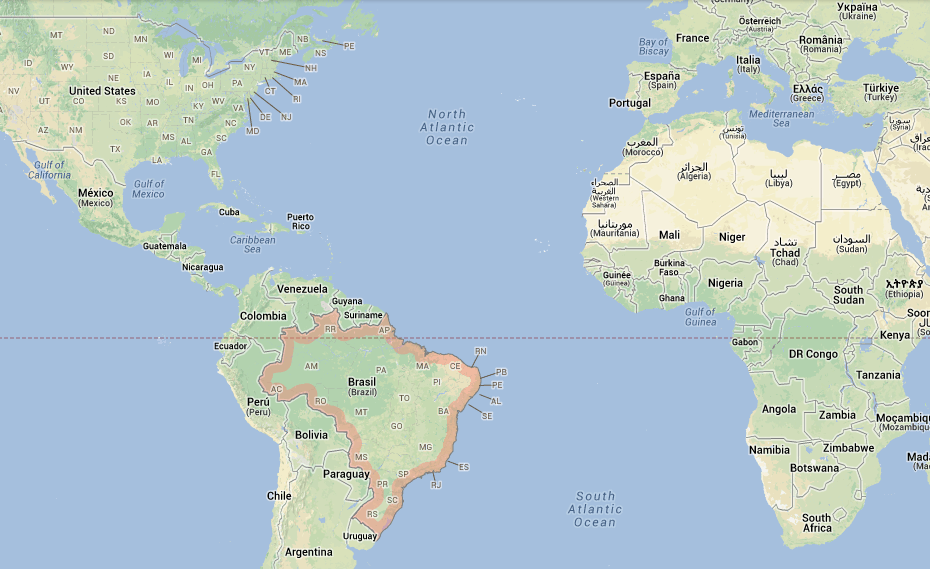 MT
ND
MN
ID
SD
WI
WY
MI
NE
IA
NV
UT
CO
KS
MO
IL
IN
OH
PA
NY
VT
ME
NB
NS
PE
NH
MA
CT
RI
NJ
DE
MD
VA
WV
KY
NC
TN
OK
AR
AZ
NM
MS
AL
SC
GA
TX
LA
FL
United States
Gulf of
California
Gulf of
Mexico
México
(Mexico)
Cuba
Puerto
Rico
Caribbean
Sea
Guatemala
Nicaragua
North
Atlantic
Ocean
Venezuela
Guyana
Suriname
Colombia
Ecuador
RR
AP
AM
PA
MA
CE
RN
PB
PE
AL
SE
PI
TO
BA
AC
RO
MT
GO
MG
ES
RJ
SP
MS
PR
SC
RS
Brasil
(Brazil)
Perú
(Peru)
Bolivia
Paraguay
Chile
Uruguay
Argentina
South
Atlantic
Ocean
Україна
(Ukraine)
Österreich
(Austria)
France
Bay of
Biscay
România
(Romania)
Italia
(Italy)
España
(Spain)
Portugal
Ελλάς
(Greece)
Türkiye
(Turkey)
Mediterranean
Sea
سوريا
(Syria)
تونس
(Tunisia)
المغرب
(Morocco)
الجزائر
(Algeria)
ليبيا
(Libya)
مصر
(Egypt)
الصحراء
الغربية
(Western
Sahara)
موريتانيا
(Mauritania)
Mali
Niger
تشاد
Tchad
(Chad)
السودان
(Sudan)
Burkina
Faso
Guinée
(Guinea)
Ghana
Nigeria
South
Sudan
ኢትዮጵያ
(Ethiopia)
Gulf of
Guinea
Gabon
DR Congo
Kenya
Tanzania
Angola
Zambia
Moçambiq
(Mozambique
Namibia
Zimbabwe
Botswana
Mada
South
Africa